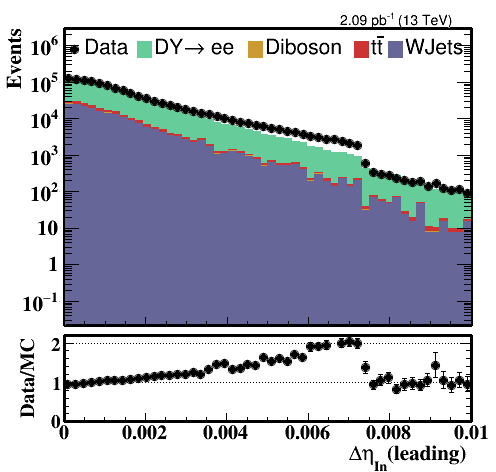 2.09 pb⁻¹ (13 TeV)
Data DY→ ee Diboson tt̄ WJets
Events
10⁶
10⁵
10⁴
10³
10²
10
1
10⁻¹
Data/MC
2
1
0
0 0.002 0.004 0.006 0.008 0.01
Δη_In(leading)